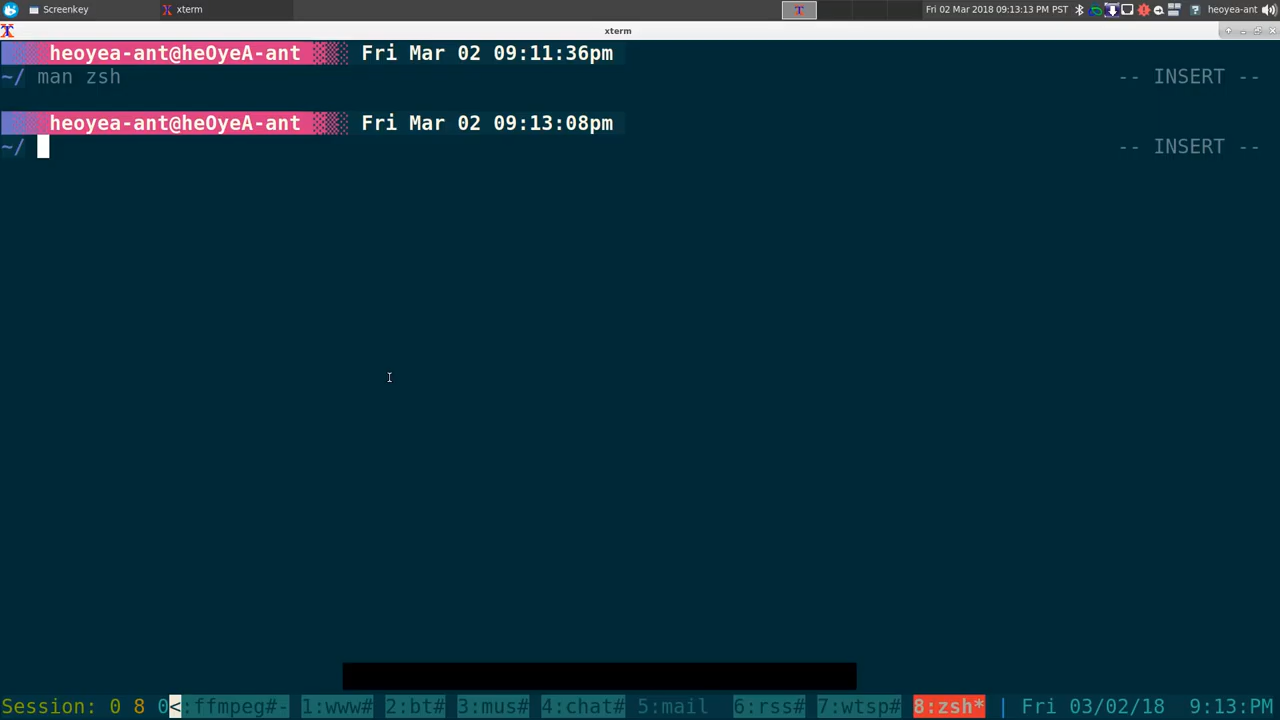 Screenkey xterm Fri 02 Mar 2018 09:13:13 PM PST heoyea-ant
xterm
heoyea-ant@heOyeA-ant Fri Mar 02 09:11:36pm
~/ man zsh -- INSERT --
heoyea-ant@heOyeA-ant Fri Mar 02 09:13:08pm
~/ -- INSERT --
Session: 0 8 0<:ffmpeg#- 1:www# 2:bt# 3:mus# 4:chat# 5:mail 6:rss# 7:wtsp# 8:zsh* | Fri 03/02/18 9:13:PM